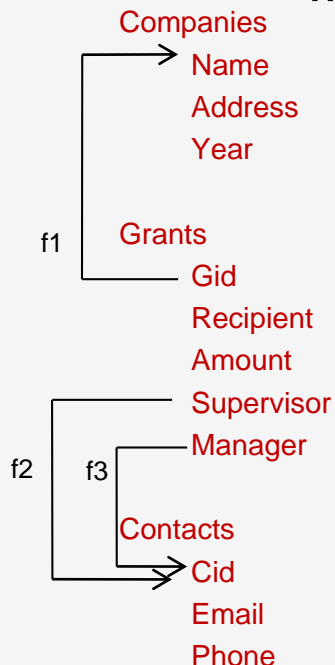 Companies
Name
Address
Year
Grants
f1
Gid
Recipient
Amount
Supervisor
Manager
f2
f3
Contacts
Cid
Email
Phone